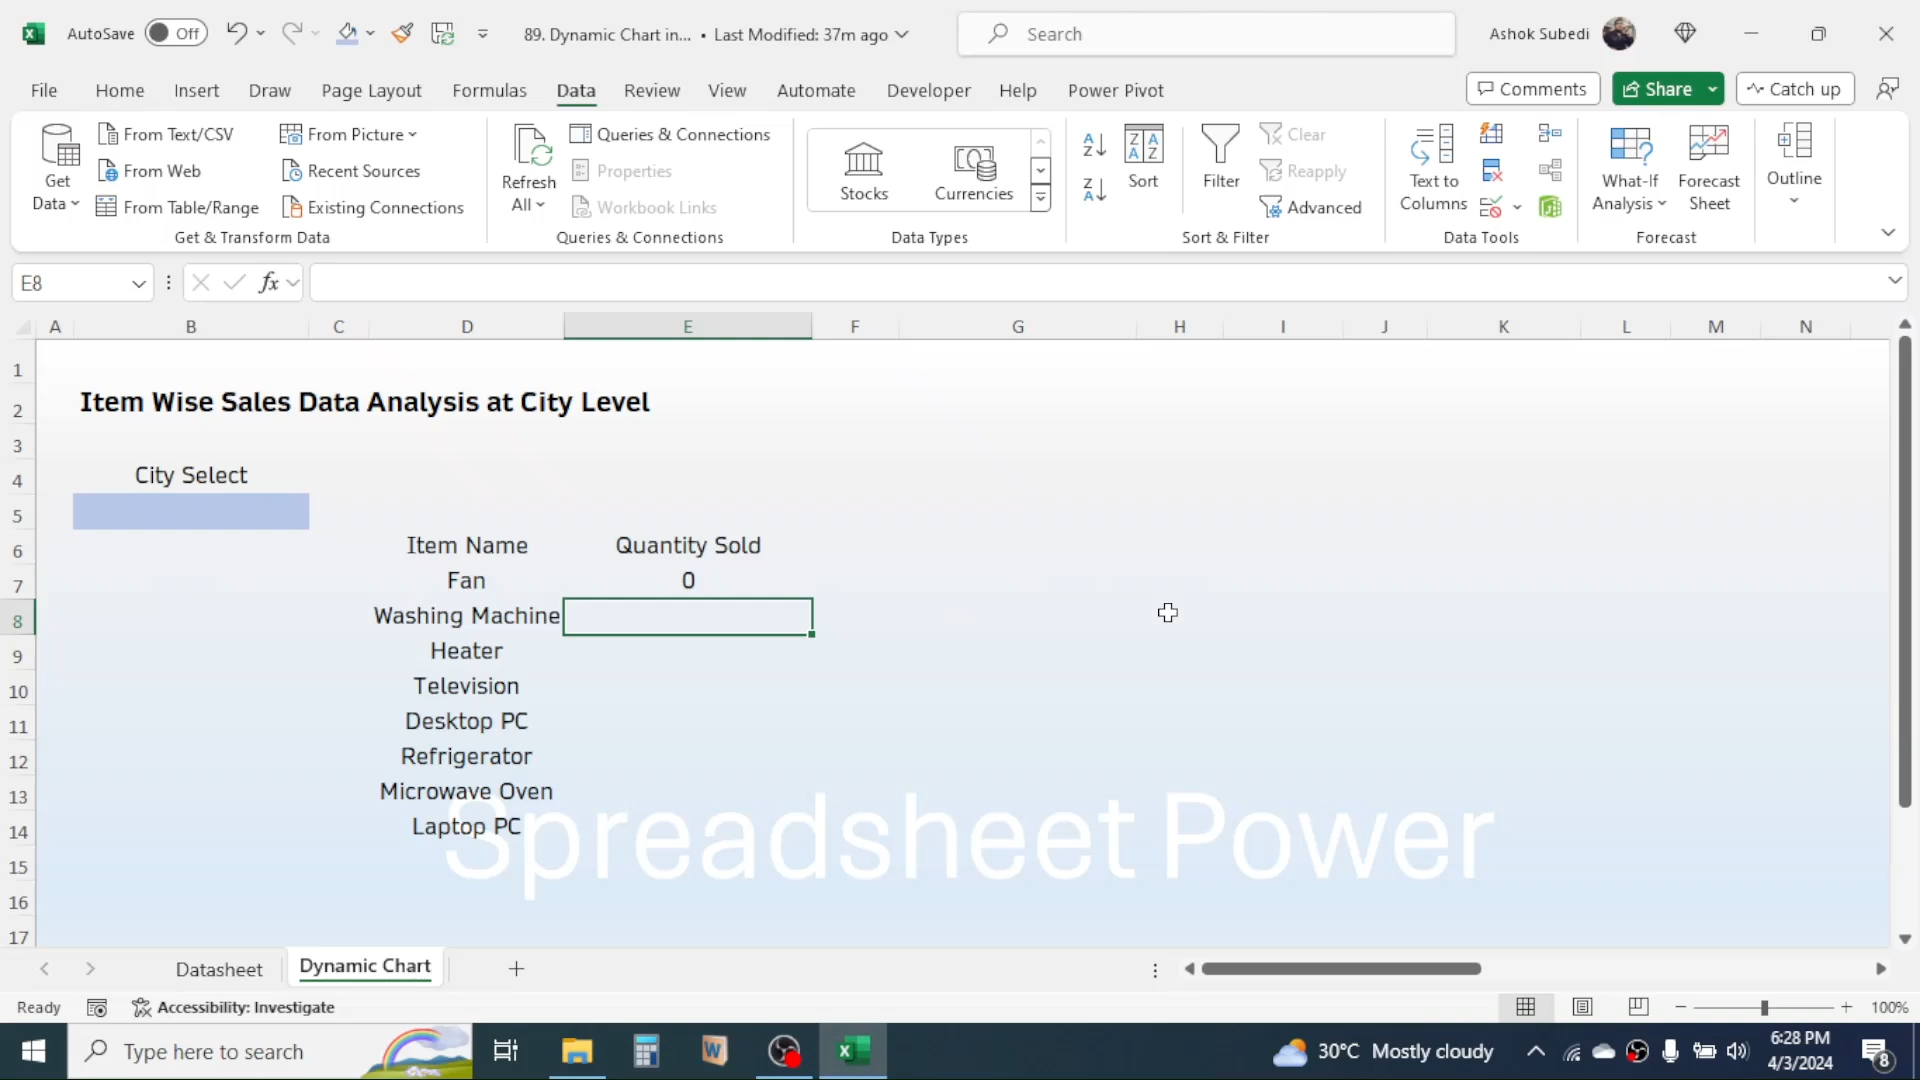 AutoSave Off 89. Dynamic Chart in... • Last Modified: 37m ago Search Ashok Subedi
File Home Insert Draw Page Layout Formulas Data Review View Automate Developer Help Power Pivot Comments Share Catch up
Get Data
From Text/CSV
From Web
From Table/Range
From Picture
Recent Sources
Existing Connections
Get & Transform Data
Refresh All
Queries & Connections
Properties
Workbook Links
Queries & Connections
Stocks Currencies
Data Types
Sort
Filter
Clear
Reapply
Advanced
Sort & Filter
Text to Columns
Data Tools
What-If Analysis
Forecast Sheet
Forecast
Outline
E8 fx
A B C D E F G H I J K L M N
1
2 Item Wise Sales Data Analysis at City Level
3
4 City Select
5
6 Item Name Quantity Sold
7 Fan 0
8 Washing Machine
9 Heater
10 Television
11 Desktop PC
12 Refrigerator
13 Microwave Oven
14 Laptop PC
15
16
17
Spreadsheet Power
Datasheet Dynamic Chart
Ready Accessibility: Investigate 100%
Type here to search W 30°C Mostly cloudy 6:28 PM
4/3/2024 8